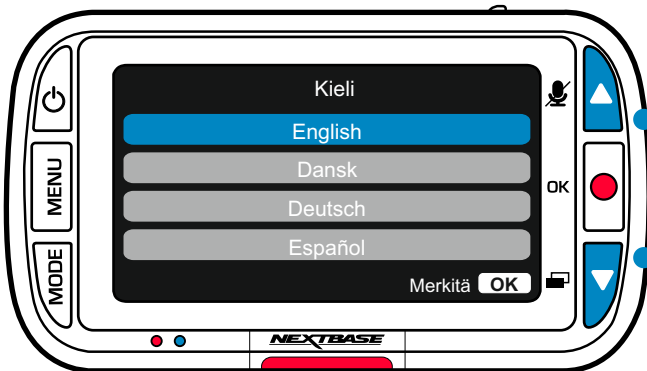 Kieli
English
Dansk
Deutsch
Español
Merkitä OK
MENU
MODE
OK
NEXTBASE